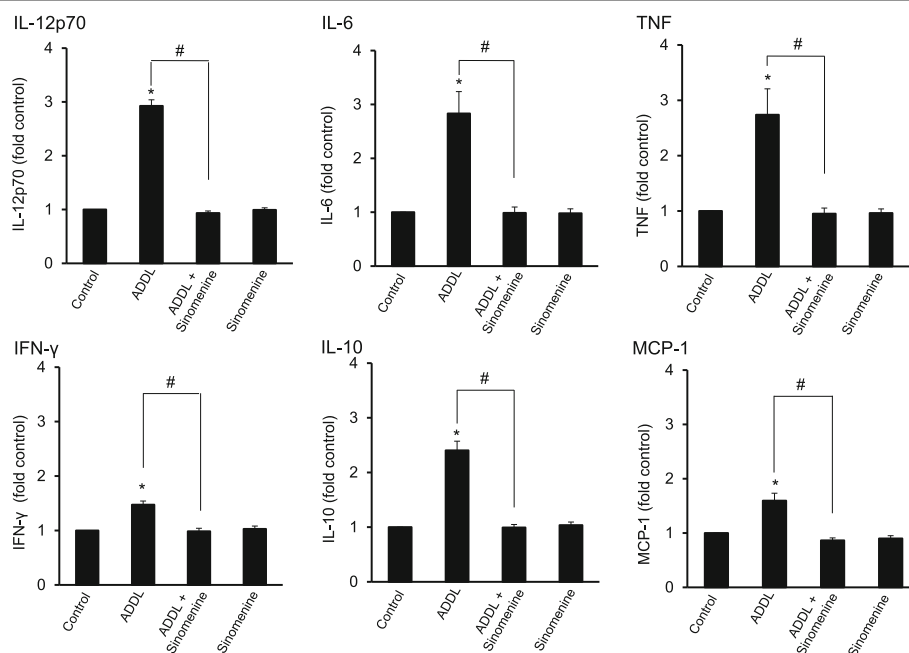 IL-12p70
IL-12p70 (fold control)
4
3
2
1
0
*
#
Control
ADDL
ADDL +
Sinomenine
Sinomenine
IL-6
IL-6 (fold control)
4
3
2
1
0
*
#
Control
ADDL
ADDL +
Sinomenine
Sinomenine
TNF
TNF (fold control)
4
3
2
1
0
*
#
Control
ADDL
ADDL +
Sinomenine
Sinomenine
IFN-γ
IFN-γ (fold control)
4
3
2
1
0
*
#
Control
ADDL
ADDL +
Sinomenine
Sinomenine
IL-10
IL-10 (fold control)
4
3
2
1
0
*
#
Control
ADDL
ADDL +
Sinomenine
Sinomenine
MCP-1
MCP-1 (fold control)
4
3
2
1
0
*
#
Control
ADDL
ADDL +
Sinomenine
Sinomenine